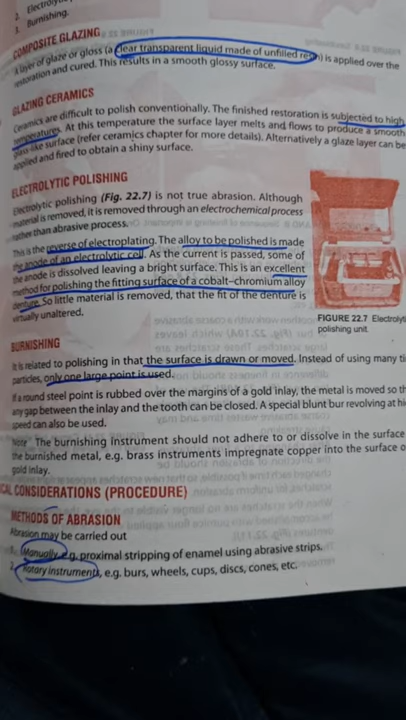 2. Electroly
3. Burnishing.
COMPOSITE GLAZING
A layer of glaze or gloss (a clear transparent liquid made of unfilled resin) is applied over the
restoration and cured. This results in a smooth glossy surface.
GLAZING CERAMICS
Ceramics are difficult to polish conventionally. The finished restoration is subjected to high
temperatures. At this temperature the surface layer melts and flows to produce a smooth
glass-like surface (refer ceramics chapter for more details). Alternatively a glaze layer can be
applied and fired to obtain a shiny surface.
ELECTROLYTIC POLISHING
Electrolytic polishing (Fig. 22.7) is not true abrasion. Although
material is removed, it is removed through an electrochemical process
rather than abrasive process.
This is the reverse of electroplating. The alloy to be polished is made
the anode of an electrolytic cell. As the current is passed, some of
the anode is dissolved leaving a bright surface. This is an excellent
method for polishing the fitting surface of a cobalt–chromium alloy
denture. So little material is removed, that the fit of the denture is
virtually unaltered.
FIGURE 22.7 Electrolyti
polishing unit.
BURNISHING
It is related to polishing in that the surface is drawn or moved. Instead of using many ti
particles, only one large point is used.
If a round steel point is rubbed over the margins of a gold inlay, the metal is moved so th
any gap between the inlay and the tooth can be closed. A special blunt bur revolving at hi
speed can also be used.
Note The burnishing instrument should not adhere to or dissolve in the surface
the burnished metal, e.g. brass instruments impregnate copper into the surface o
gold inlay.
CAL CONSIDERATIONS (PROCEDURE)
METHODS OF ABRASION
Abrasion may be carried out
1. Manually, e.g. proximal stripping of enamel using abrasive strips.
2. Rotary instruments, e.g. burs, wheels, cups, discs, cones, etc.